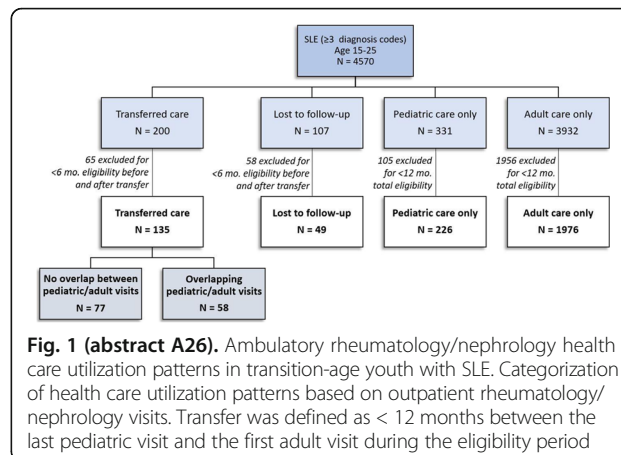 SLE (≥3 diagnosis codes)
Age 15-25
N = 4570
Transferred care
N = 200
Lost to follow-up
N = 107
Pediatric care only
N = 331
Adult care only
N = 3932
65 excluded for
<6 mo. eligibility before
and after transfer
58 excluded for
<6 mo. eligibility before
and after transfer
105 excluded
for <12 mo.
total eligibility
1956 excluded
for <12 mo.
total eligibility
Transferred care
N = 135
Lost to follow-up
N = 49
Pediatric care only
N = 226
Adult care only
N = 1976
No overlap between
pediatric/adult visits
N = 77
Overlapping
pediatric/adult visits
N = 58
Fig. 1 (abstract A26). Ambulatory rheumatology/nephrology health
care utilization patterns in transition-age youth with SLE. Categorization
of health care utilization patterns based on outpatient rheumatology/
nephrology visits. Transfer was defined as < 12 months between the
last pediatric visit and the first adult visit during the eligibility period